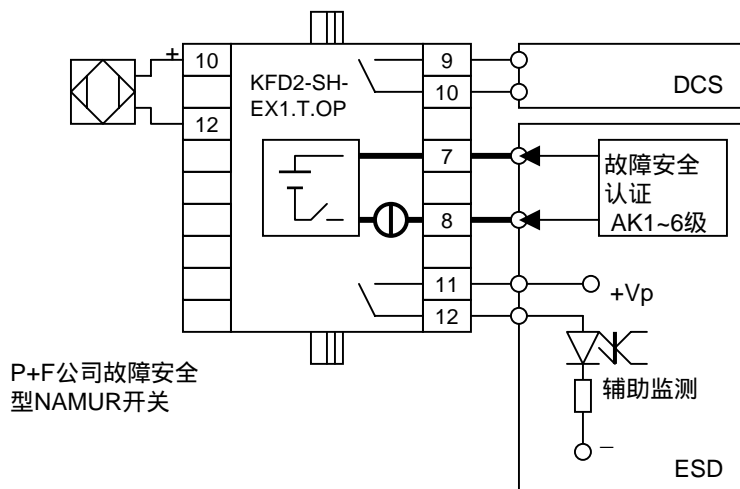 +
10
12
KFD2-SH-
EX1.T.OP
9
10
7
8
11
12
DCS
故障安全
认证
AK1~6级
+Vp
辅助监测
−
ESD
P+F公司故障安全
型NAMUR开关